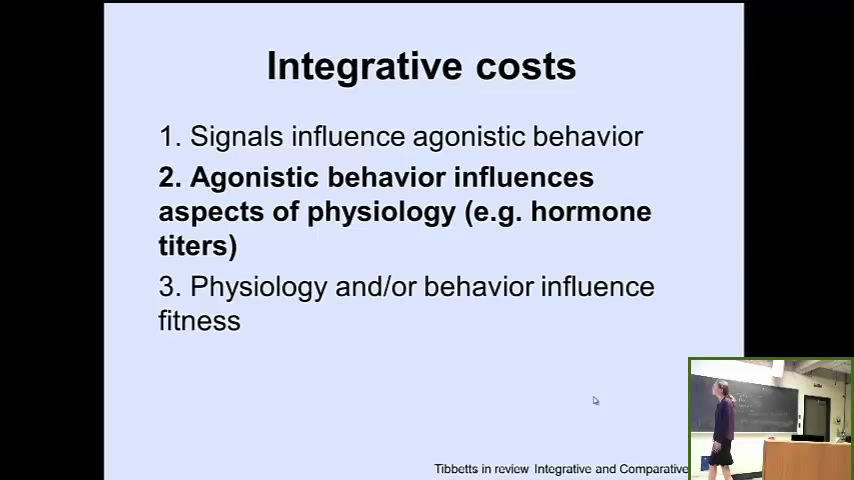 Integrative costs
1. Signals influence agonistic behavior
2. Agonistic behavior influences
aspects of physiology (e.g. hormone
titers)
3. Physiology and/or behavior influence
fitness
Tibbetts in review Integrative and Comparative